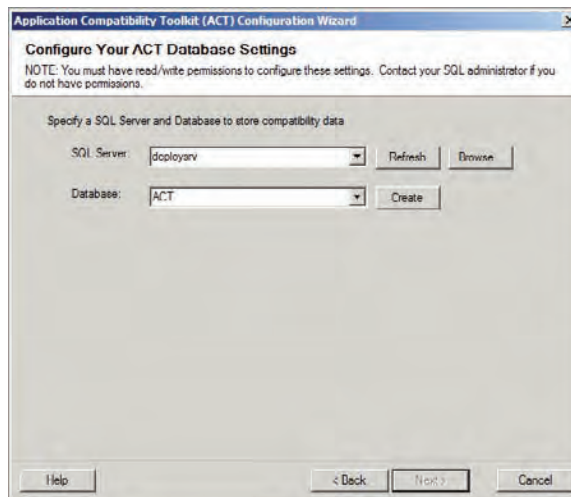 Application Compatibility Toolkit (ACT) Configuration Wizard
Configure Your ACT Database Settings
NOTE: You must have read/write permissions to configure these settings. Contact your SQL administrator if you
do not have permissions.
Specify a SQL Server and Database to store compatibility data
SQL Server: deploysrv Refresh Browse
Database: ACT Create
Help < Back Next > Cancel